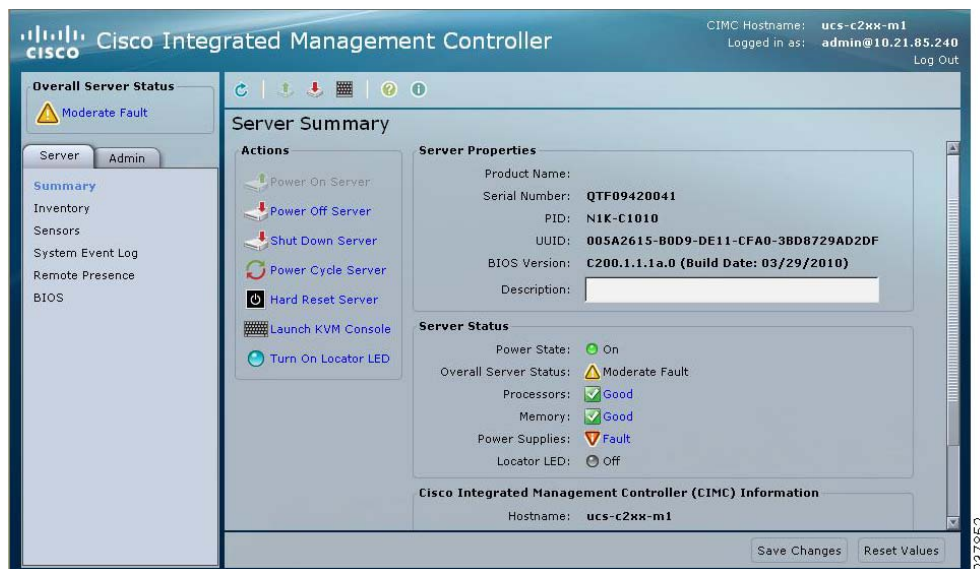 CISCO Cisco Integrated Management Controller
CIMC Hostname: ucs-c2xx-m1
Logged in as: admin@10.21.85.240
Log Out
Overall Server Status
Moderate Fault
Server Admin
Summary
Inventory
Sensors
System Event Log
Remote Presence
BIOS
Server Summary
Actions
Power On Server
Power Off Server
Shut Down Server
Power Cycle Server
Hard Reset Server
Launch KVM Console
Turn On Locator LED
Server Properties
Product Name:
Serial Number: QTF09420041
PID: N1K-C1010
UUID: 005A2615-B0D9-DE11-CFA0-3BD8729AD2DF
BIOS Version: C200.1.1.1a.0 (Build Date: 03/29/2010)
Description:
Server Status
Power State: On
Overall Server Status: Moderate Fault
Processors: Good
Memory: Good
Power Supplies: Fault
Locator LED: Off
Cisco Integrated Management Controller (CIMC) Information
Hostname: ucs-c2xx-m1
Save Changes Reset Values